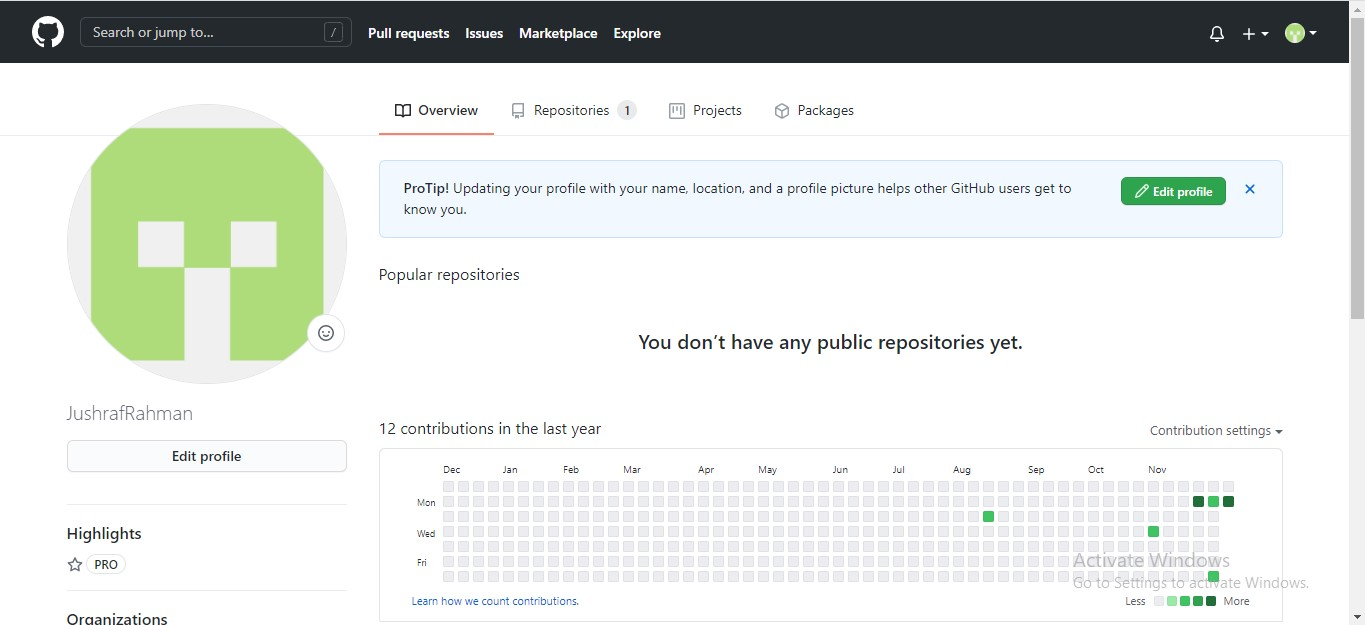 Search or jump to... /
Pull requests Issues Marketplace Explore
Overview Repositories 1 Projects Packages
ProTip! Updating your profile with your name, location, and a profile picture helps other GitHub users get to
know you.
Edit profile
Popular repositories
You don't have any public repositories yet.
JushrafRahman
Edit profile
Highlights
PRO
Organizations
12 contributions in the last year
Contribution settings
Dec Jan Feb Mar Apr May Jun Jul Aug Sep Oct Nov
Mon
Wed
Fri
Learn how we count contributions.
Less More
Activate Windows
Go to Settings to activate Windows.